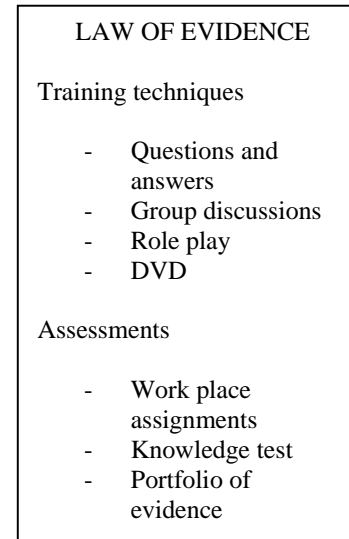 LAW OF EVIDENCE
Training techniques
- Questions and
answers
- Group discussions
- Role play
- DVD
Assessments
- Work place
assignments
- Knowledge test
- Portfolio of
evidence